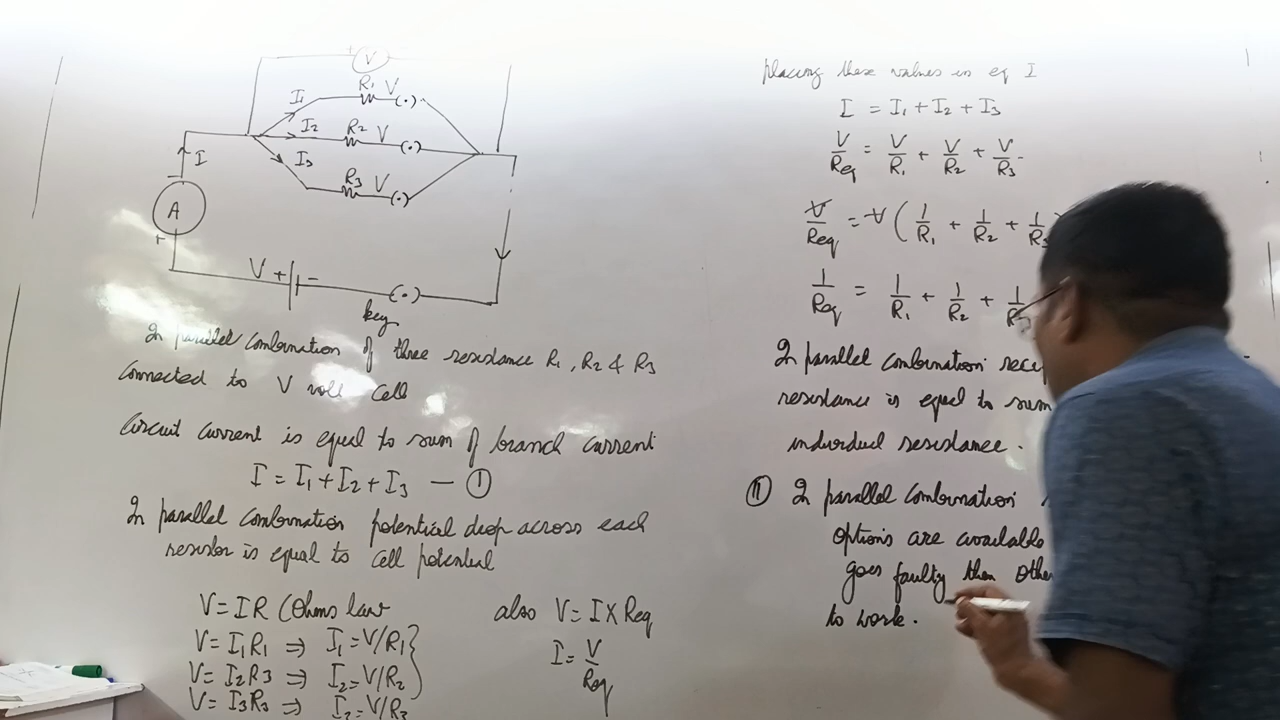 + V
I₁ R₁ V (.)
I₂ R2 V (.)
I
I₃ R₃ V (.)
A
+
V + - (.)
key
In parallel Combination of three resistance R₁, R₂ & R₃
Connected to V volt cell
Circuit current is equal to sum of branch current
I = I₁ + I₂ + I₃ — ①
In parallel Combination potential drop across each
resistor is equal to cell potential
V = IR (Ohms law
V = I₁R₁ ⇒ I₁ = V/R₁
V = I₂R₃ ⇒ I₂ = V/R₂
V = I₃R₃ ⇒ I₂ = V/R₃
also V = I X Req
I = V/Req
placing these values in eq I
I = I₁ + I₂ + I₃
V/Req = V/R₁ + V/R₂ + V/R₃
V/Req = V ( 1/R₁ + 1/R₂ + 1/R₃
1/Req = 1/R₁ + 1/R₂ + 1/R₃
In parallel combination
resistance is equal to sum
individual resistance.
⑪ In parallel Combination
options are available
goes faulty then
to work.